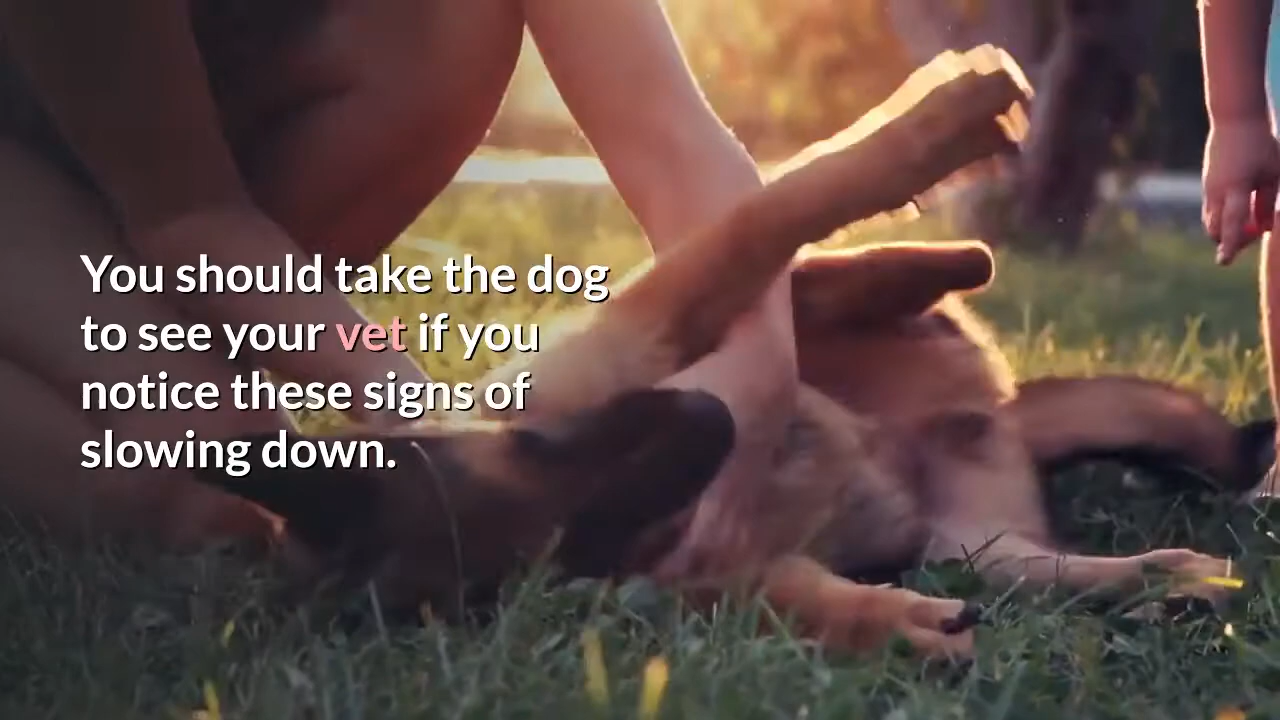 You should take the dog
to see your vet if you
notice these signs of
slowing down.